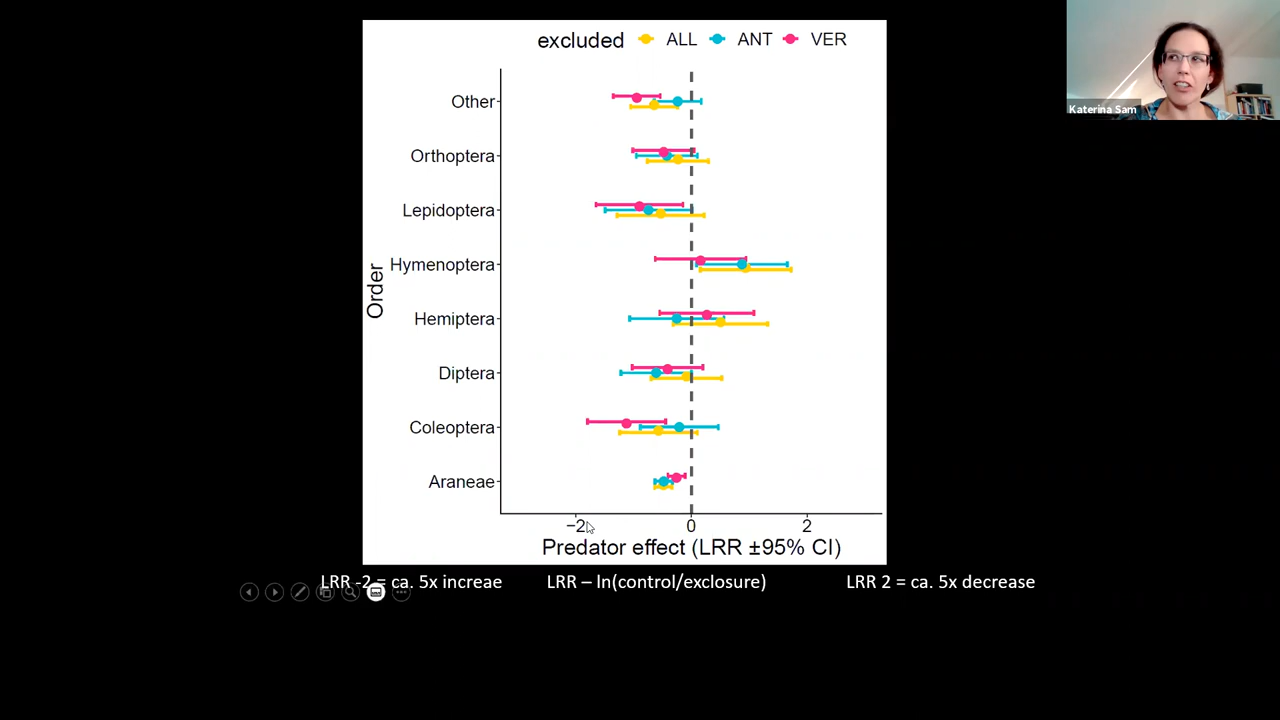 excluded ALL ANT VER
Katerina Sam
Other
Orthoptera
Lepidoptera
Hymenoptera
Hemiptera
Diptera
Coleoptera
Araneae
Order
−2 0 2
Predator effect (LRR ±95% CI)
LRR -2 = ca. 5x increae LRR – ln(control/exclosure) LRR 2 = ca. 5x decrease